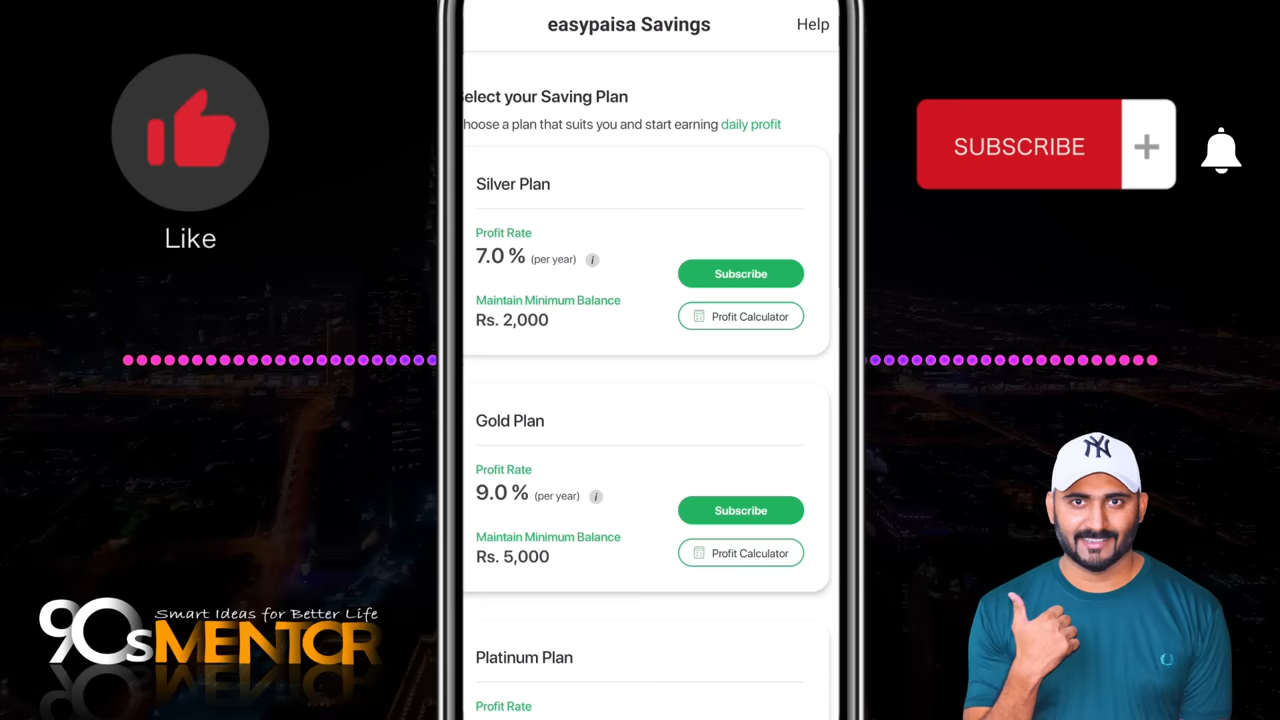 easypaisa Savings
Help
elect your Saving Plan
hoose a plan that suits you and start earning daily profit
Silver Plan
Profit Rate
7.0 % (per year) i
Subscribe
Maintain Minimum Balance
Rs. 2,000
Profit Calculator
Gold Plan
Profit Rate
9.0 % (per year) i
Subscribe
Maintain Minimum Balance
Rs. 5,000
Profit Calculator
Platinum Plan
Profit Rate
Like
SUBSCRIBE +
Smart Ideas for Better Life
90s MENTOR
NY